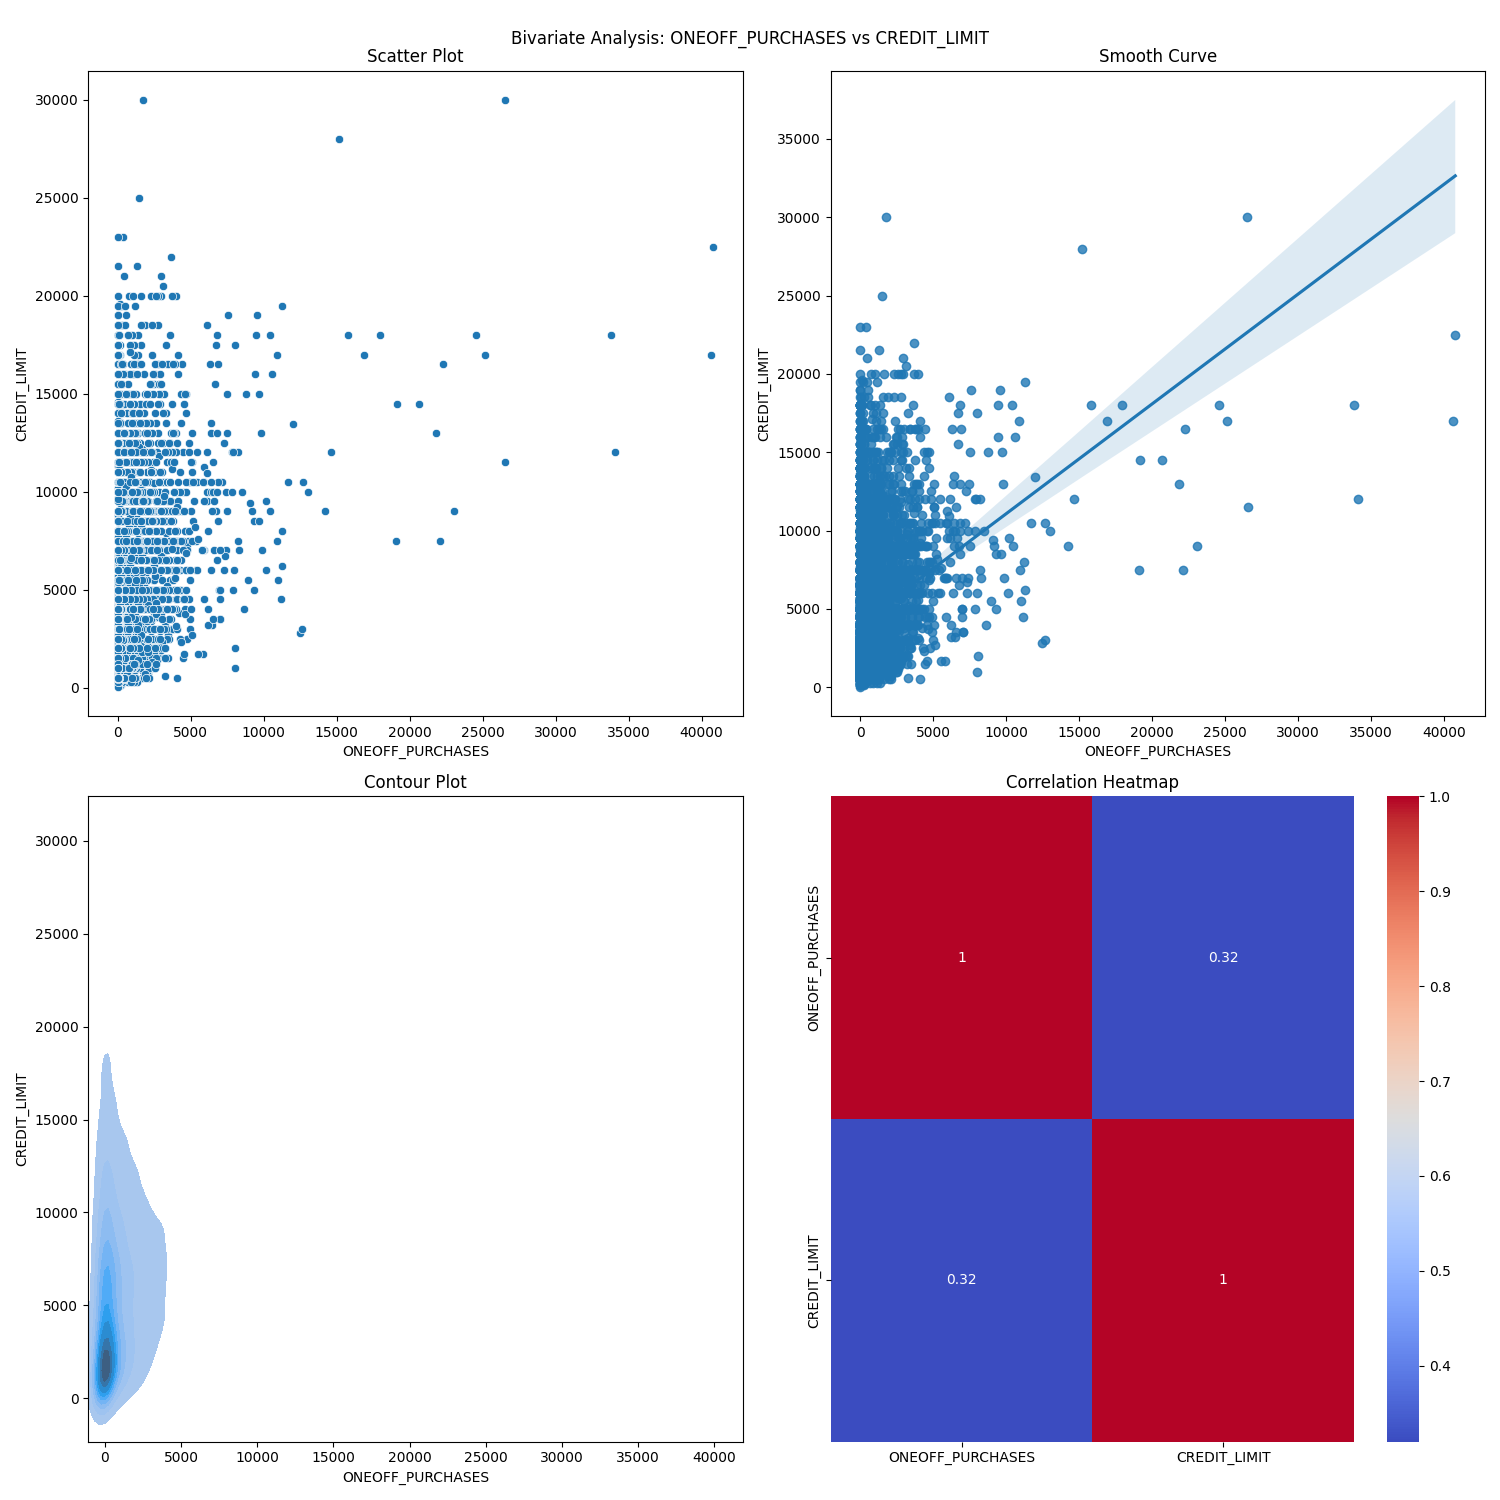 Bivariate Analysis: ONEOFF_PURCHASES vs CREDIT_LIMIT
Scatter Plot
30000
25000
20000
15000
10000
5000
0
CREDIT_LIMIT
0 5000 10000 15000 20000 25000 30000 35000 40000
ONEOFF_PURCHASES
Smooth Curve
35000
30000
25000
20000
15000
10000
5000
0
CREDIT_LIMIT
0 5000 10000 15000 20000 25000 30000 35000 40000
ONEOFF_PURCHASES
Contour Plot
30000
25000
20000
15000
10000
5000
0
CREDIT_LIMIT
0 5000 10000 15000 20000 25000 30000 35000 40000
ONEOFF_PURCHASES
Correlation Heatmap
ONEOFF_PURCHASES
CREDIT_LIMIT
1 0.32
0.32 1
ONEOFF_PURCHASES CREDIT_LIMIT
1.0
0.9
0.8
0.7
0.6
0.5
0.4